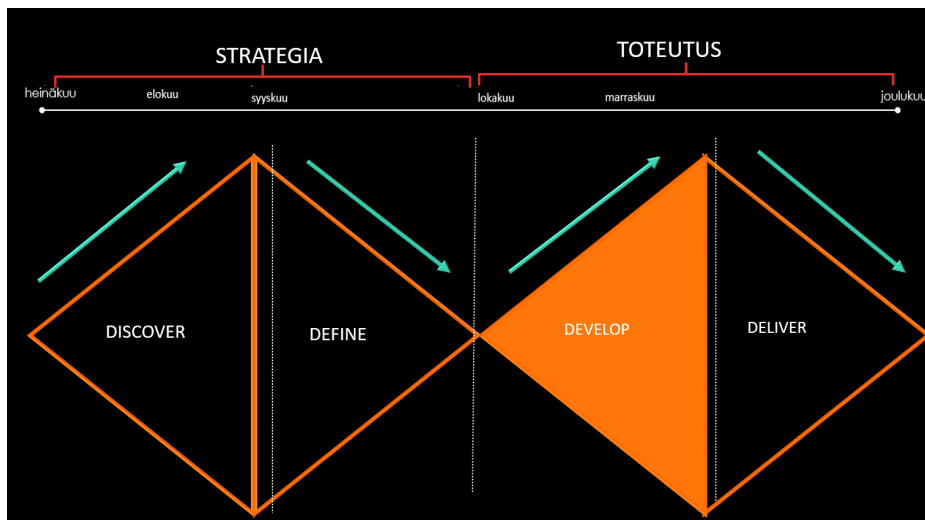 STRATEGIA
TOTEUTUS
heinäkuu
elokuu
syyskuu
lokakuu
marraskuu
joulukuu
DISCOVER
DEFINE
DEVELOP
DELIVER